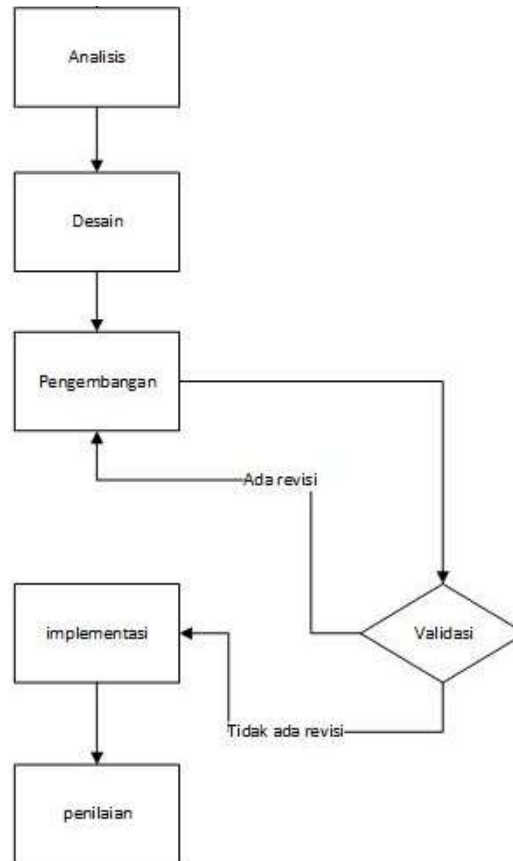 Analisis
Desain
Pengembangan
Ada revisi
implementasi
Validasi
Tidak ada revisi
penilaian